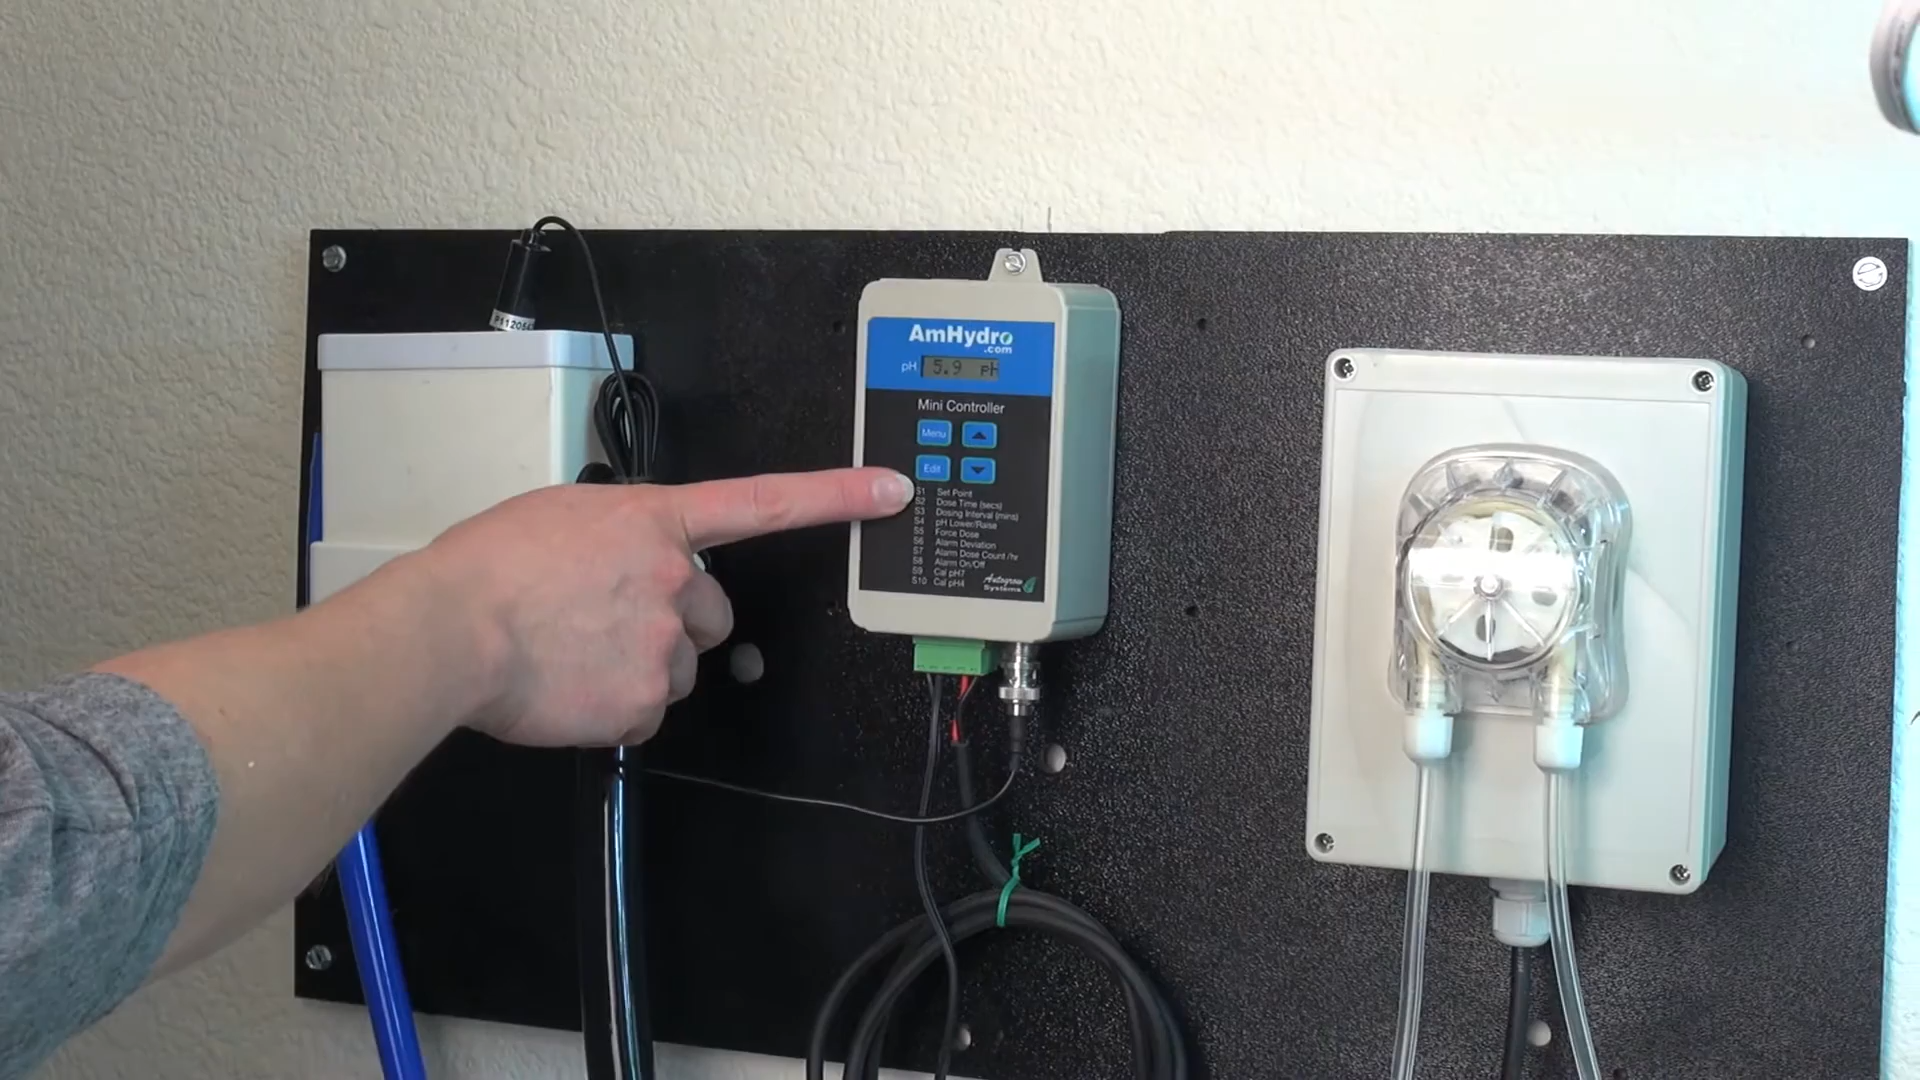 P112054
AmHydro
.com
pH 5.9 pH
Mini Controller
Menu
Edit
S1 Set Point
S2 Dose Time (secs)
S3 Dosing Interval (mins)
S4 pH Lower/Raise
S5 Force Dose
S6 Alarm Deviation
S7 Alarm Dose Count /hr
S8 Alarm On/Off
S9 Cal pH7
S10 Cal pH4
Autogrow
Systems